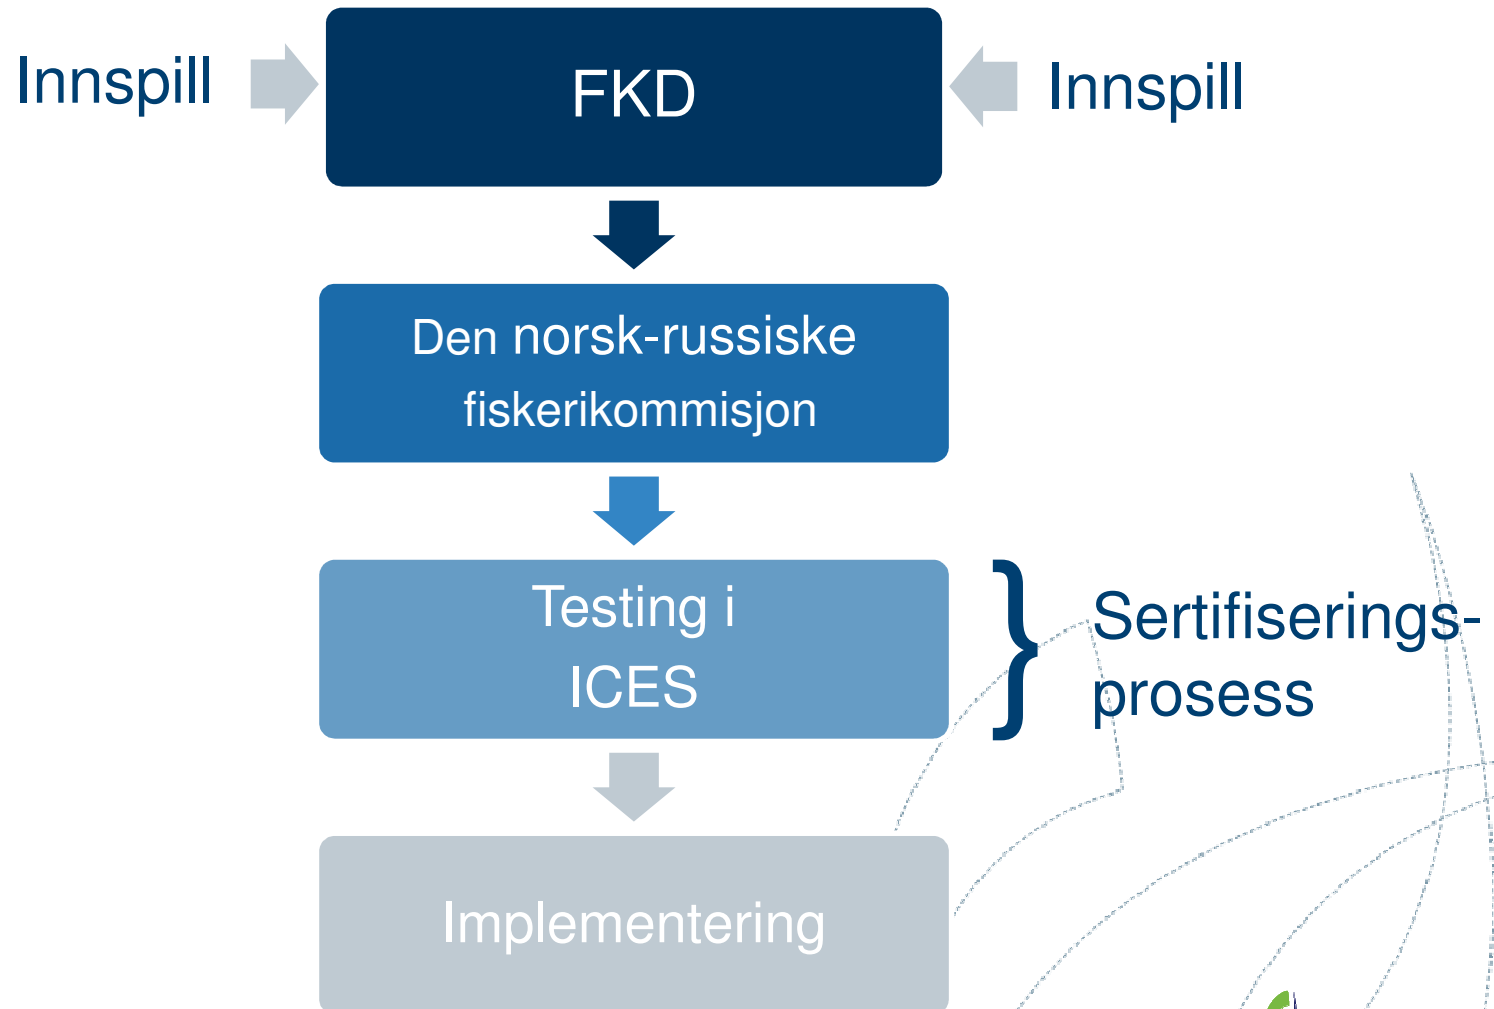 Innspill
FKD
Innspill
Den norsk-russiske
fiskerikommisjon
Testing i
ICES
}
Sertifiserings-
prosess
Implementering